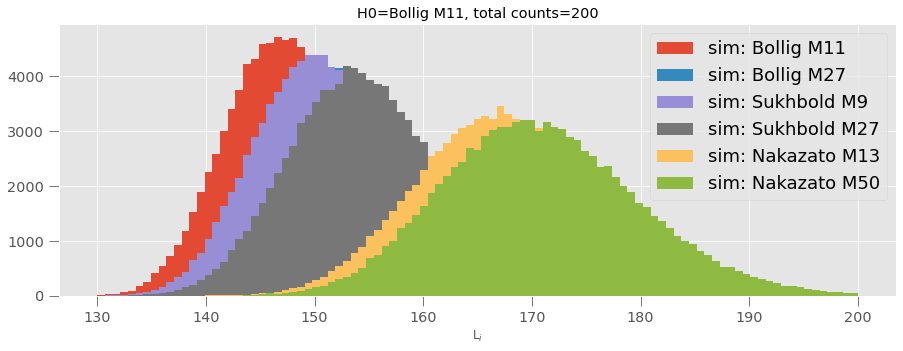 H0=Bollig M11, total counts=200
4000
3000
2000
1000
0
130 140 150 160 170 180 190 200
L_i
sim: Bollig M11
sim: Bollig M27
sim: Sukhbold M9
sim: Sukhbold M27
sim: Nakazato M13
sim: Nakazato M50